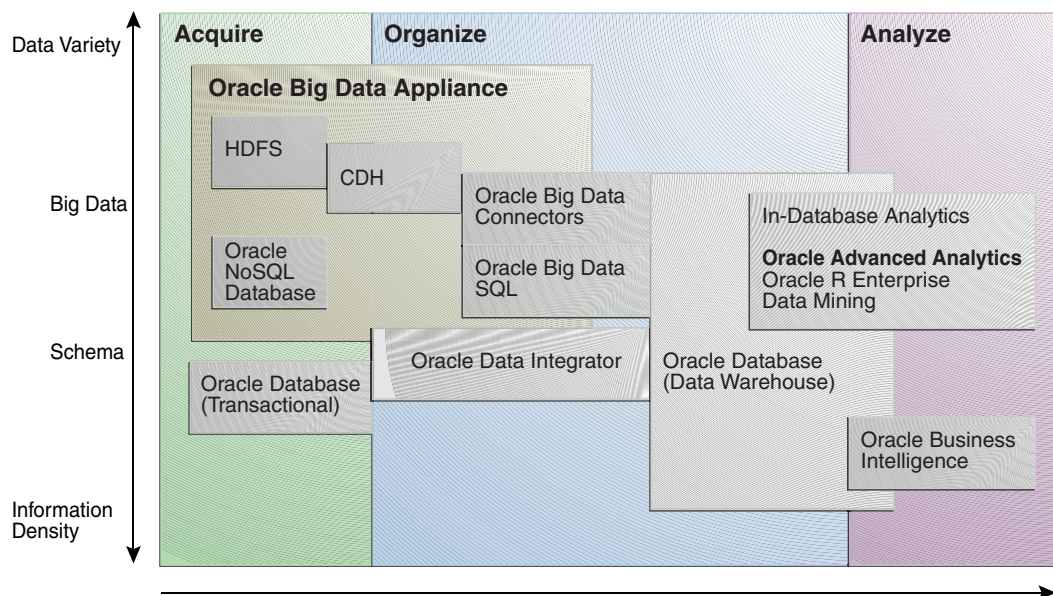 Data Variety
Acquire
Organize
Analyze
Oracle Big Data Appliance
HDFS
CDH
Big Data
Oracle Big Data
Connectors
In-Database Analytics
Oracle
NoSQL
Database
Oracle Big Data
SQL
Oracle Advanced Analytics
Oracle R Enterprise
Data Mining
Schema
Oracle Data Integrator
Oracle Database
(Data Warehouse)
Oracle Database
(Transactional)
Oracle Business
Intelligence
Information
Density